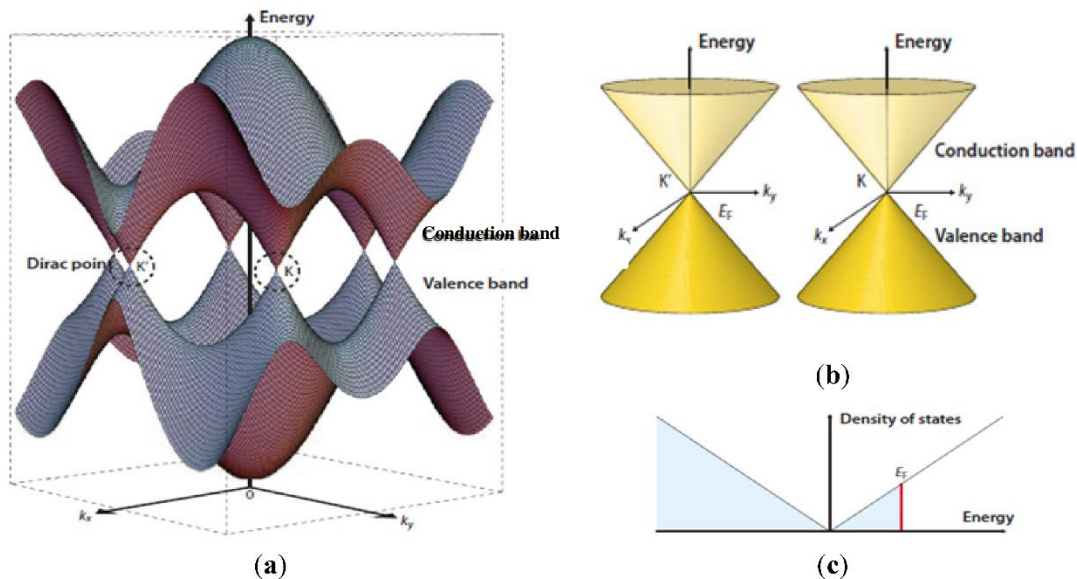 Energy
Conduction band
Dirac point
K′
K
Valence band
0
kx
ky
(a)
Energy
Energy
Conduction band
K′
K
ky
ky
EF
EF
kx
Valence band
(b)
Density of states
EF
Energy
(c)